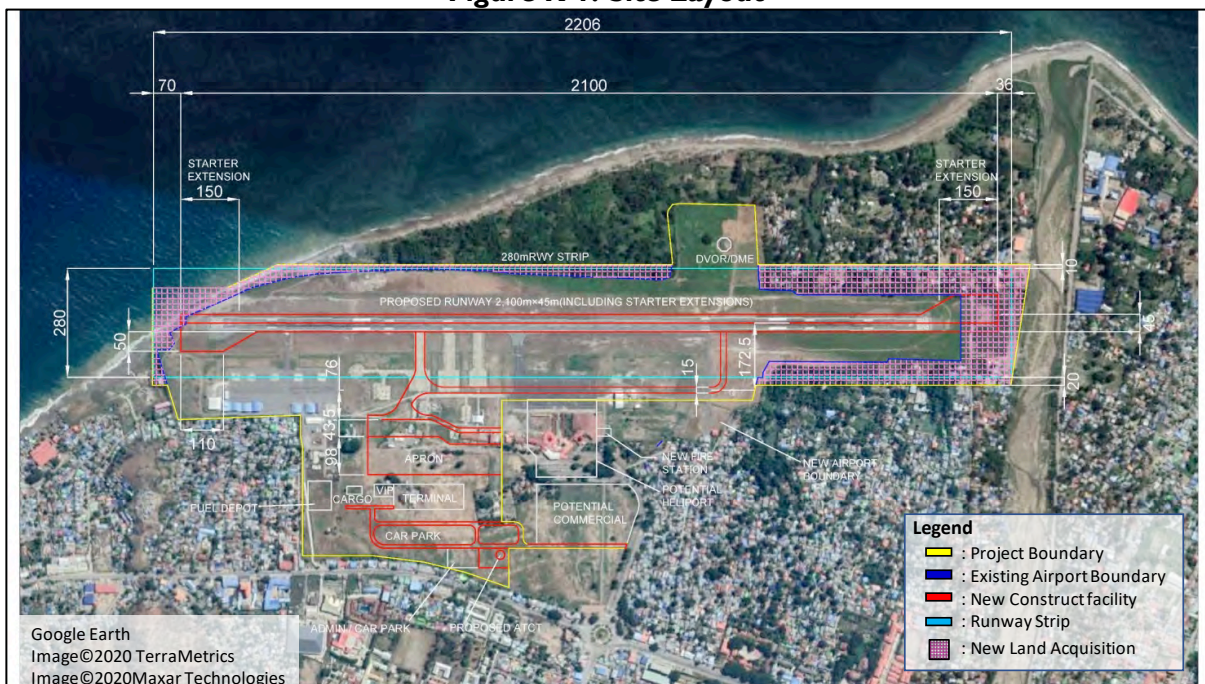 2206
70
2100
36
STARTER
EXTENSION
150
STARTER
EXTENSION
150
DVOR/DME
280mRWY STRIP
10
PROPOSED RUNWAY 2,100m×45m(INCLUDING STARTER EXTENSIONS)
280
50
45
172.5
15
76
20
110
43.5
98
APRON
NEW FIRE
STATION
NEW AIRPORT
BOUNDARY
POTENTIAL
HELIPORT
FUEL DEPOT
CARGO
VIP
TERMINAL
POTENTIAL
COMMERCIAL
CAR PARK
ADMIN / CAR PARK
PROPOSED ATCT
Legend
: Project Boundary
: Existing Airport Boundary
: New Construct facility
: Runway Strip
: New Land Acquisition
Google Earth
Image©2020 TerraMetrics
Image©2020Maxar Technologies